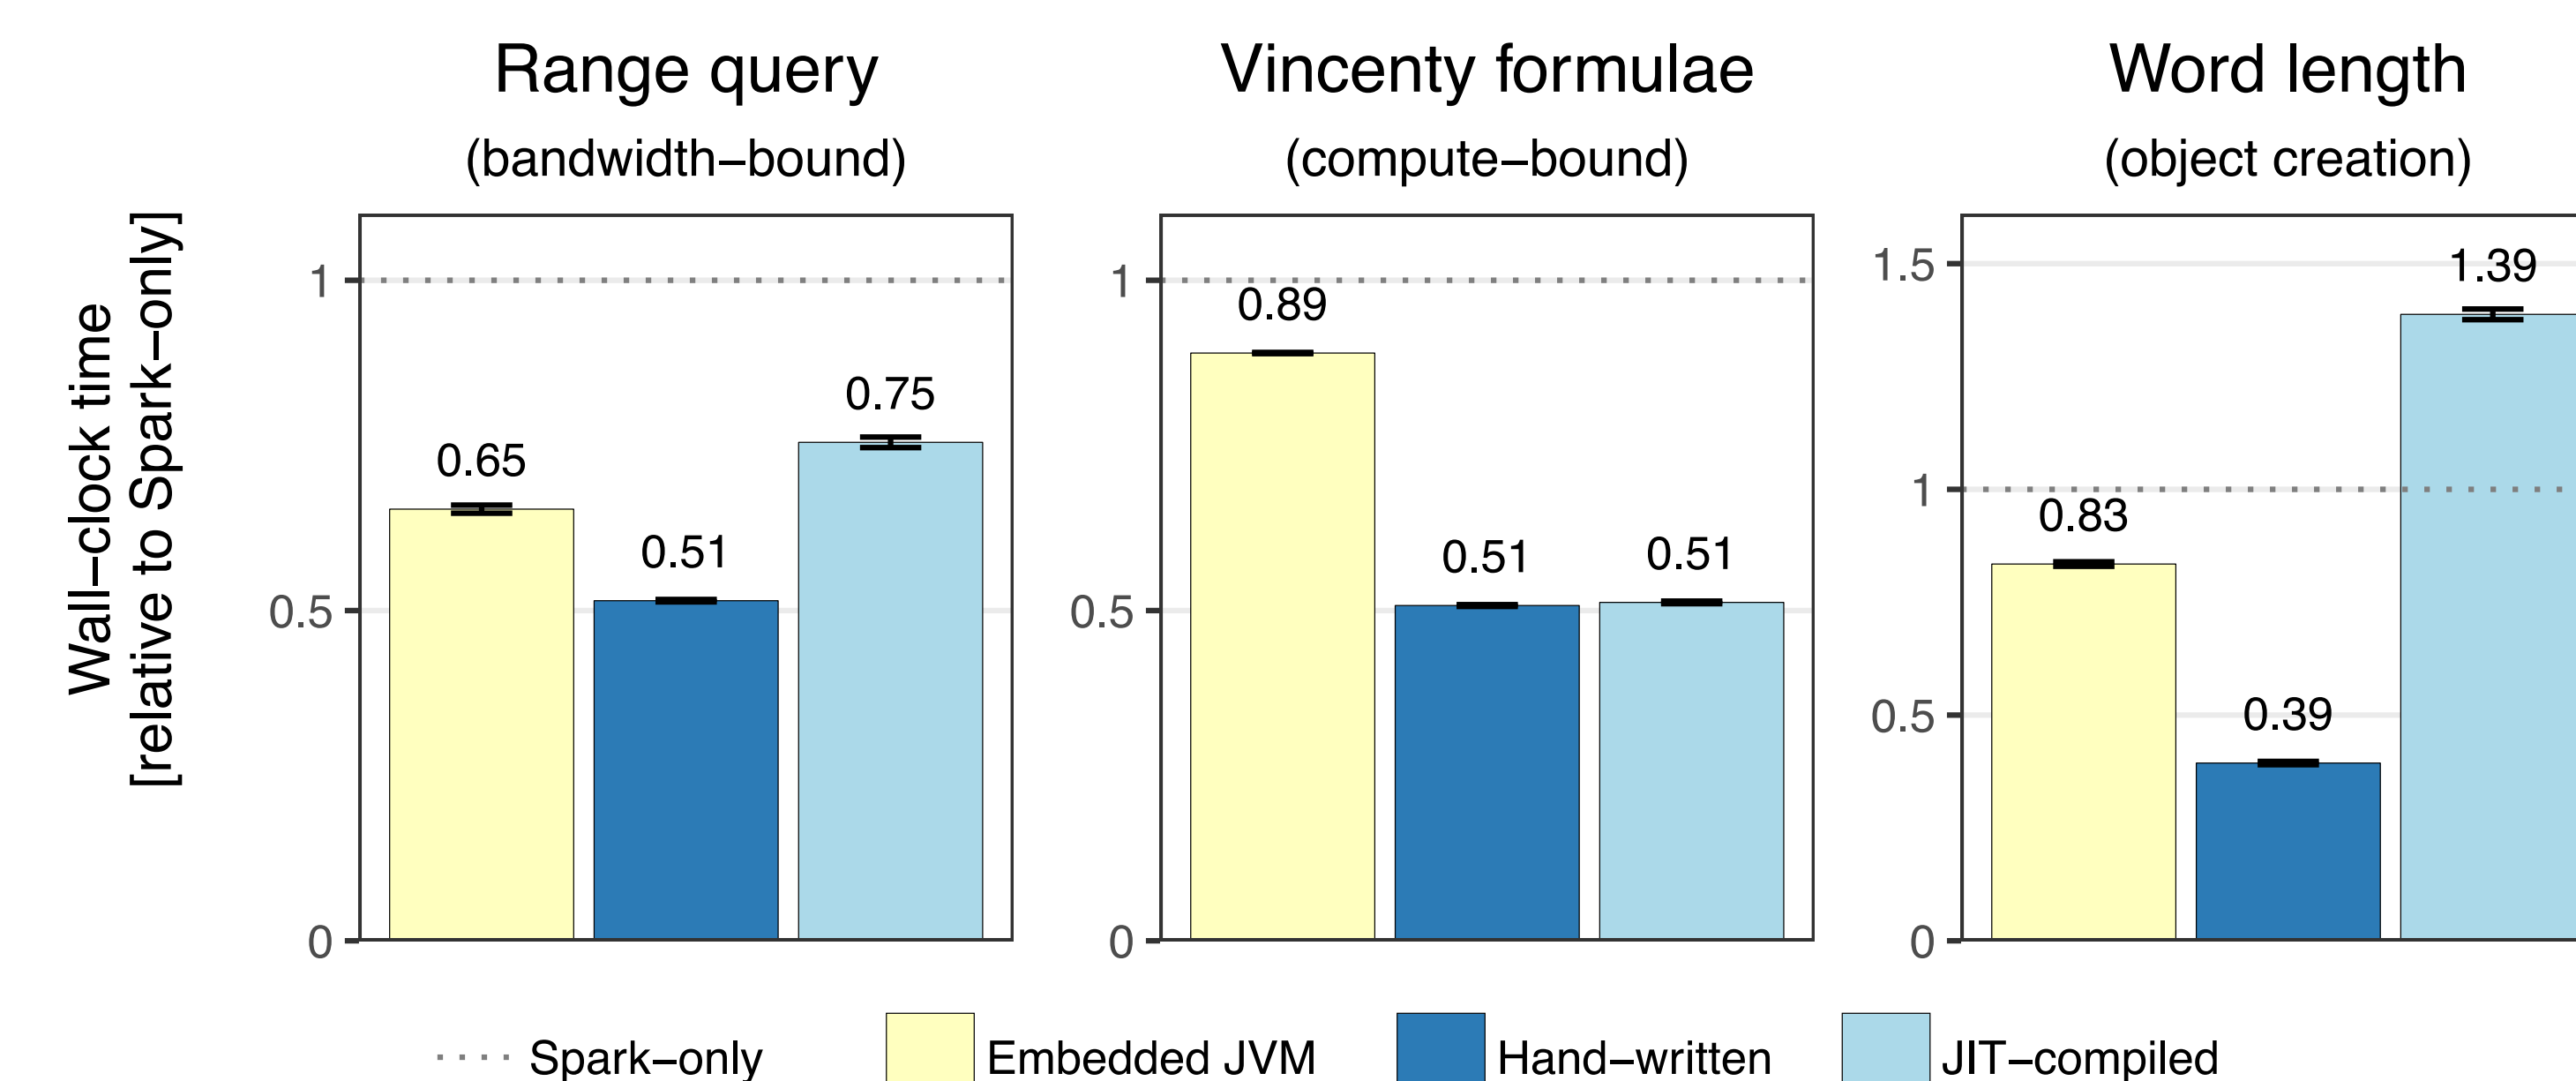 Range query
(bandwidth–bound)
Vincenty formulae
(compute–bound)
Word length
(object creation)
Wall–clock time
[relative to Spark–only]
1
0.5
0
0.65
0.51
0.75
1
0.5
0
0.89
0.51
0.51
1.5
1
0.5
0
0.83
0.39
1.39
Spark–only
Embedded JVM
Hand–written
JIT–compiled